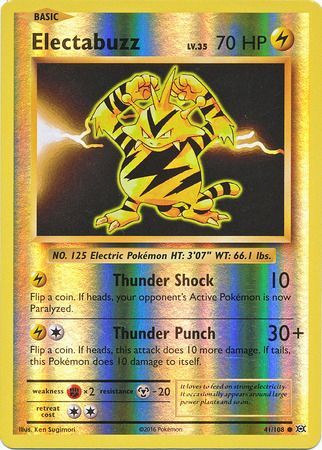 BASIC
Electabuzz LV.35 70 HP
NO. 125 Electric Pokémon HT: 3'07" WT: 66.1 lbs.
Thunder Shock 10
Flip a coin. If heads, your opponent's Active Pokémon is now
Paralyzed.
Thunder Punch 30+
Flip a coin. If heads, this attack does 10 more damage. If tails,
this Pokémon does 10 damage to itself.
weakness ×2 resistance -20
retreat
cost
It loves to feed on strong electricity.
It occasionally appears around large
power plants and so on.
Illus. Ken Sugimori ©2016 Pokémon 41/108